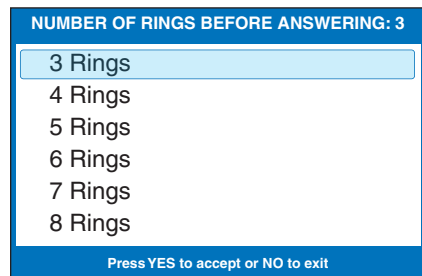 NUMBER OF RINGS BEFORE ANSWERING: 3
3 Rings
4 Rings
5 Rings
6 Rings
7 Rings
8 Rings
Press YES to accept or NO to exit